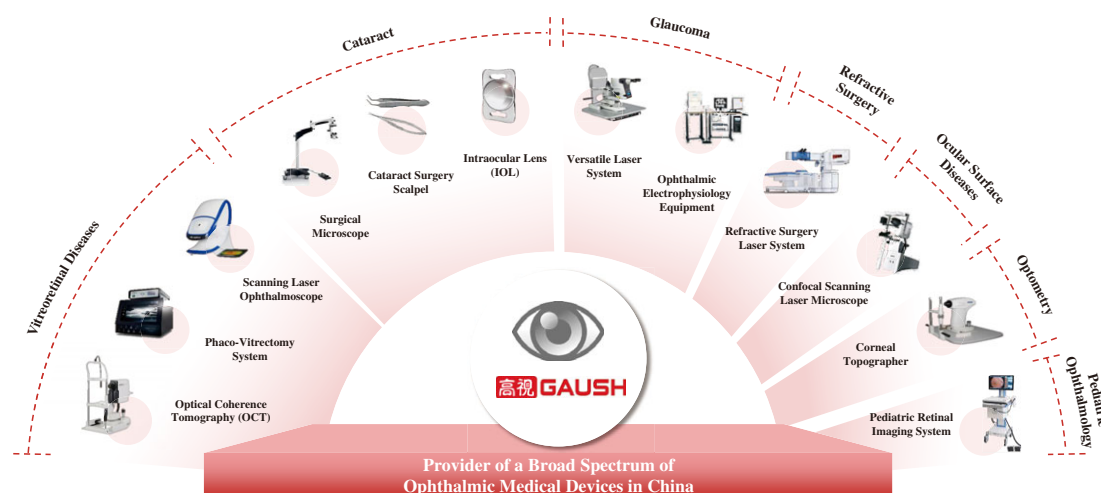 Cataract
Glaucoma
Refractive
Surgery
Ocular Surface
Diseases
Optometry
Pediatric
Ophthalmology
Vitreoretinal Diseases
Intraocular Lens
(IOL)
Versatile Laser
System
Cataract Surgery
Scalpel
Ophthalmic
Electrophysiology
Equipment
Surgical
Microscope
Refractive Surgery
Laser System
Scanning Laser
Ophthalmoscope
Confocal Scanning
Laser Microscope
Phaco-Vitrectomy
System
Corneal
Topographer
Optical Coherence
Tomography (OCT)
Pediatric Retinal
Imaging System
高视 GAUSH
Provider of a Broad Spectrum of
Ophthalmic Medical Devices in China